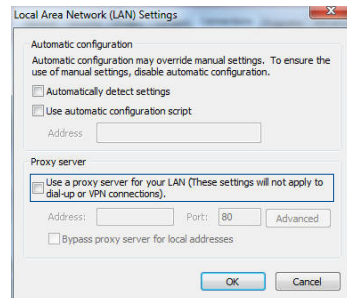 Local Area Network (LAN) Settings
Automatic configuration
Automatic configuration may override manual settings. To ensure the
use of manual settings, disable automatic configuration.
Automatically detect settings
Use automatic configuration script
Address
Proxy server
Use a proxy server for your LAN (These settings will not apply to
dial-up or VPN connections).
Address:
Port: 80
Advanced
Bypass proxy server for local addresses
OK
Cancel